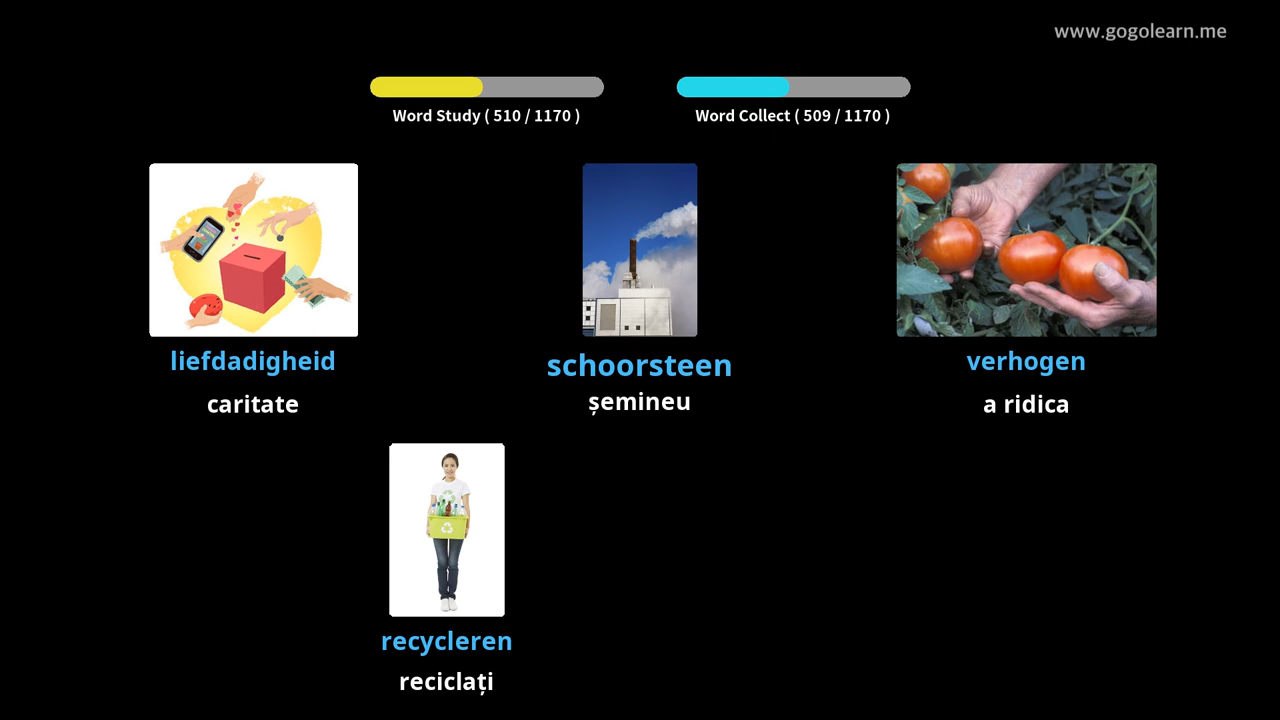 www.gogolearn.me
Word Study ( 510 / 1170 )
Word Collect ( 509 / 1170 )
liefdadigheid
schoorsteen
verhogen
caritate
șemineu
a ridica
recycleren
reciclați